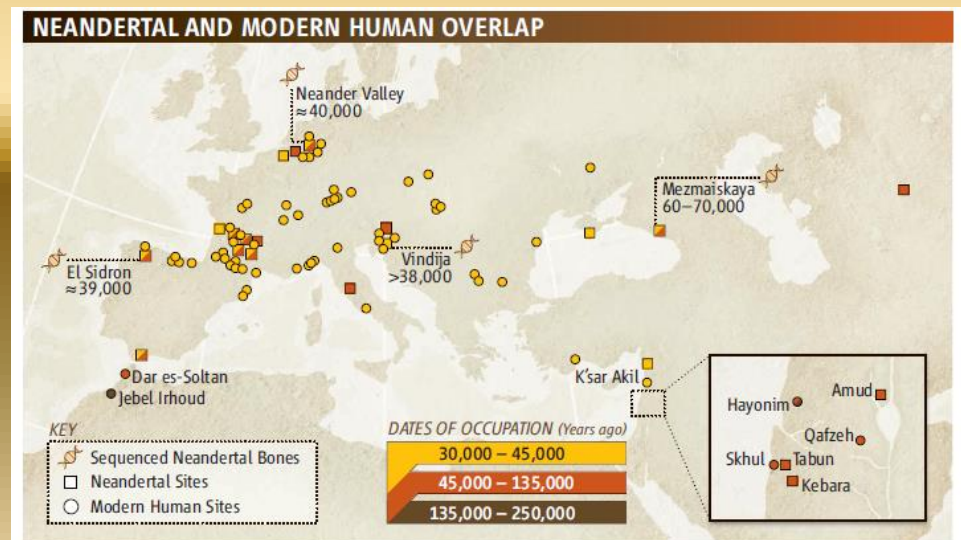 NEANDERTAL AND MODERN HUMAN OVERLAP
Neander Valley
≈40,000
Mezmaiskaya
60–70,000
El Sidron
≈39,000
Vindija
>38,000
Dar es-Soltan
Jebel Irhoud
K'sar Akil
Hayonim
Amud
Qafzeh
Skhul
Tabun
Kebara
KEY
Sequenced Neandertal Bones
Neandertal Sites
Modern Human Sites
DATES OF OCCUPATION (Years ago)
30,000 – 45,000
45,000 – 135,000
135,000 – 250,000